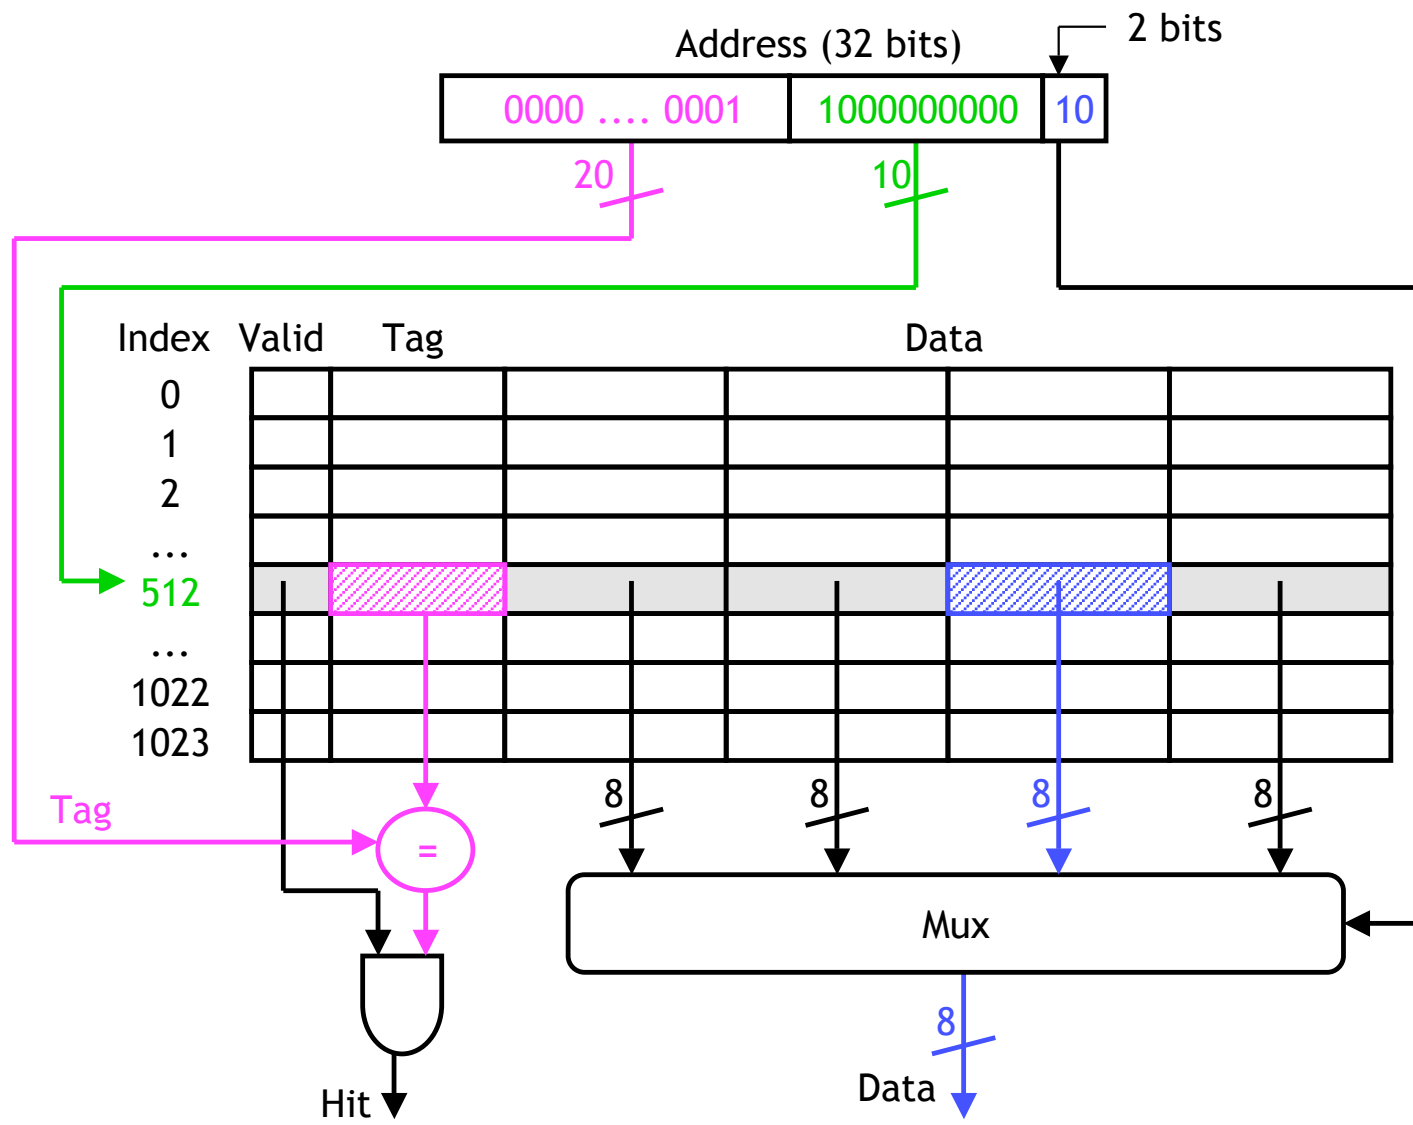 2 bits
Address (32 bits)
0000 .... 0001 1000000000 10
20 10
Index Valid Tag Data
0
1
2
...
512
...
1022
1023
8 8 8 8
Tag
=
Mux
8
Data
Hit